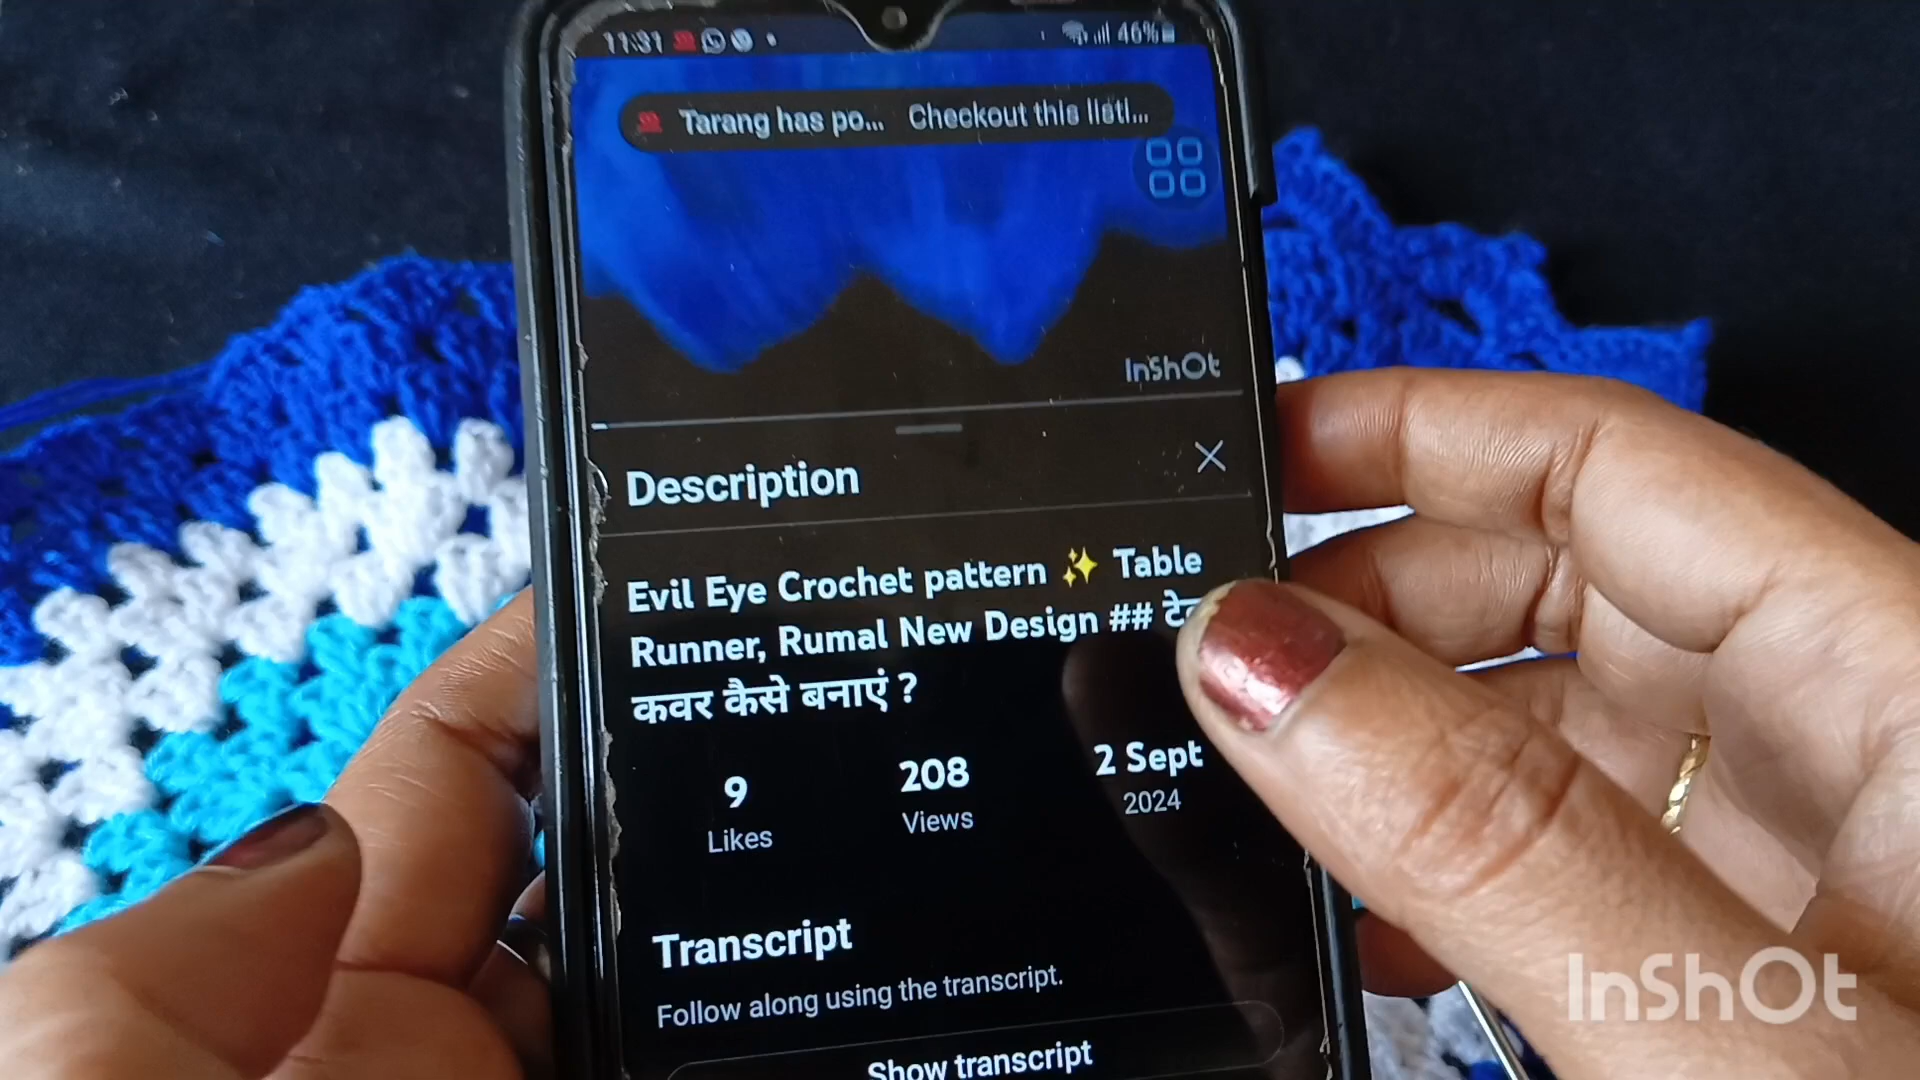 11:31
46%
Tarang has po... Checkout this listi...
InShOt
Description
Evil Eye Crochet pattern ✨ Table
Runner, Rumal New Design ##
कवर कैसे बनाएं ?
9 208 2 Sept
Likes Views 2024
Transcript
Follow along using the transcript.
Show transcript
InShOt